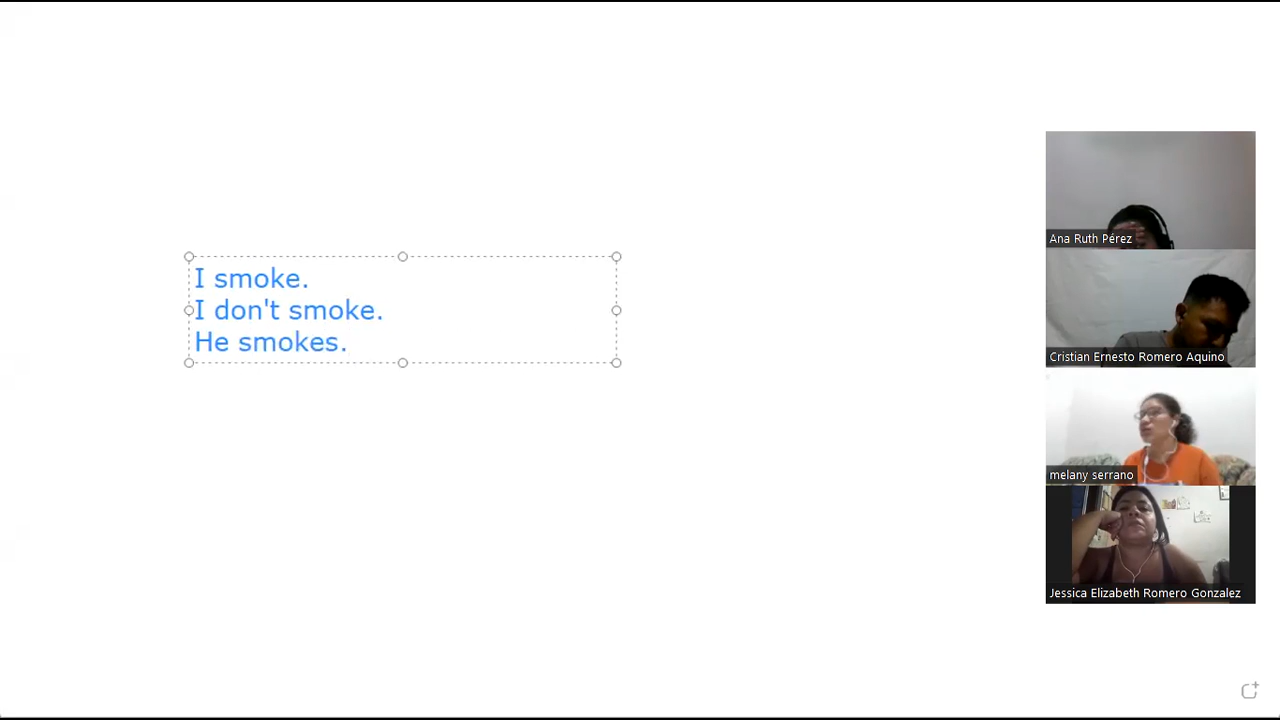 I smoke.
I don't smoke.
He smokes.
Ana Ruth Pérez
Cristian Ernesto Romero Aquino
melany serrano
Jessica Elizabeth Romero Gonzalez